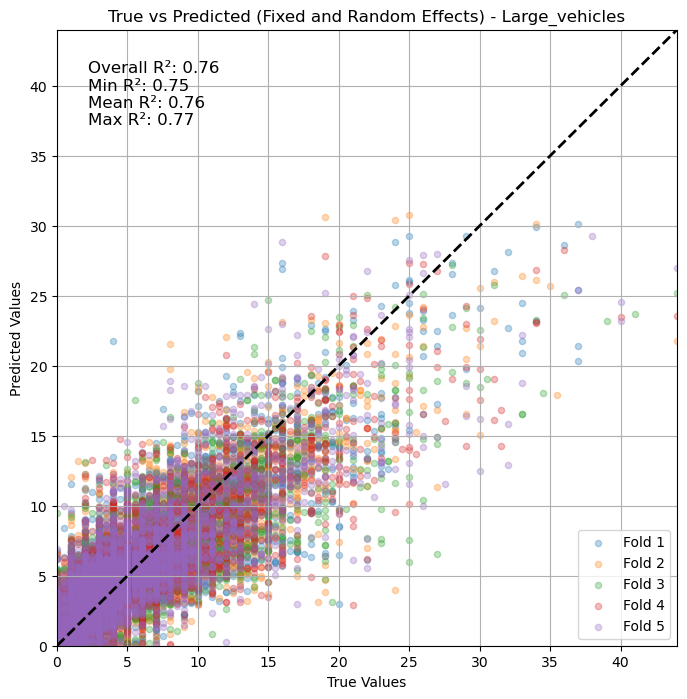 True vs Predicted (Fixed and Random Effects) - Large_vehicles
Overall R²: 0.76
Min R²: 0.75
Mean R²: 0.76
Max R²: 0.77
40
35
30
25
20
15
10
5
0
Predicted Values
Fold 1
Fold 2
Fold 3
Fold 4
Fold 5
0 5 10 15 20 25 30 35 40
True Values